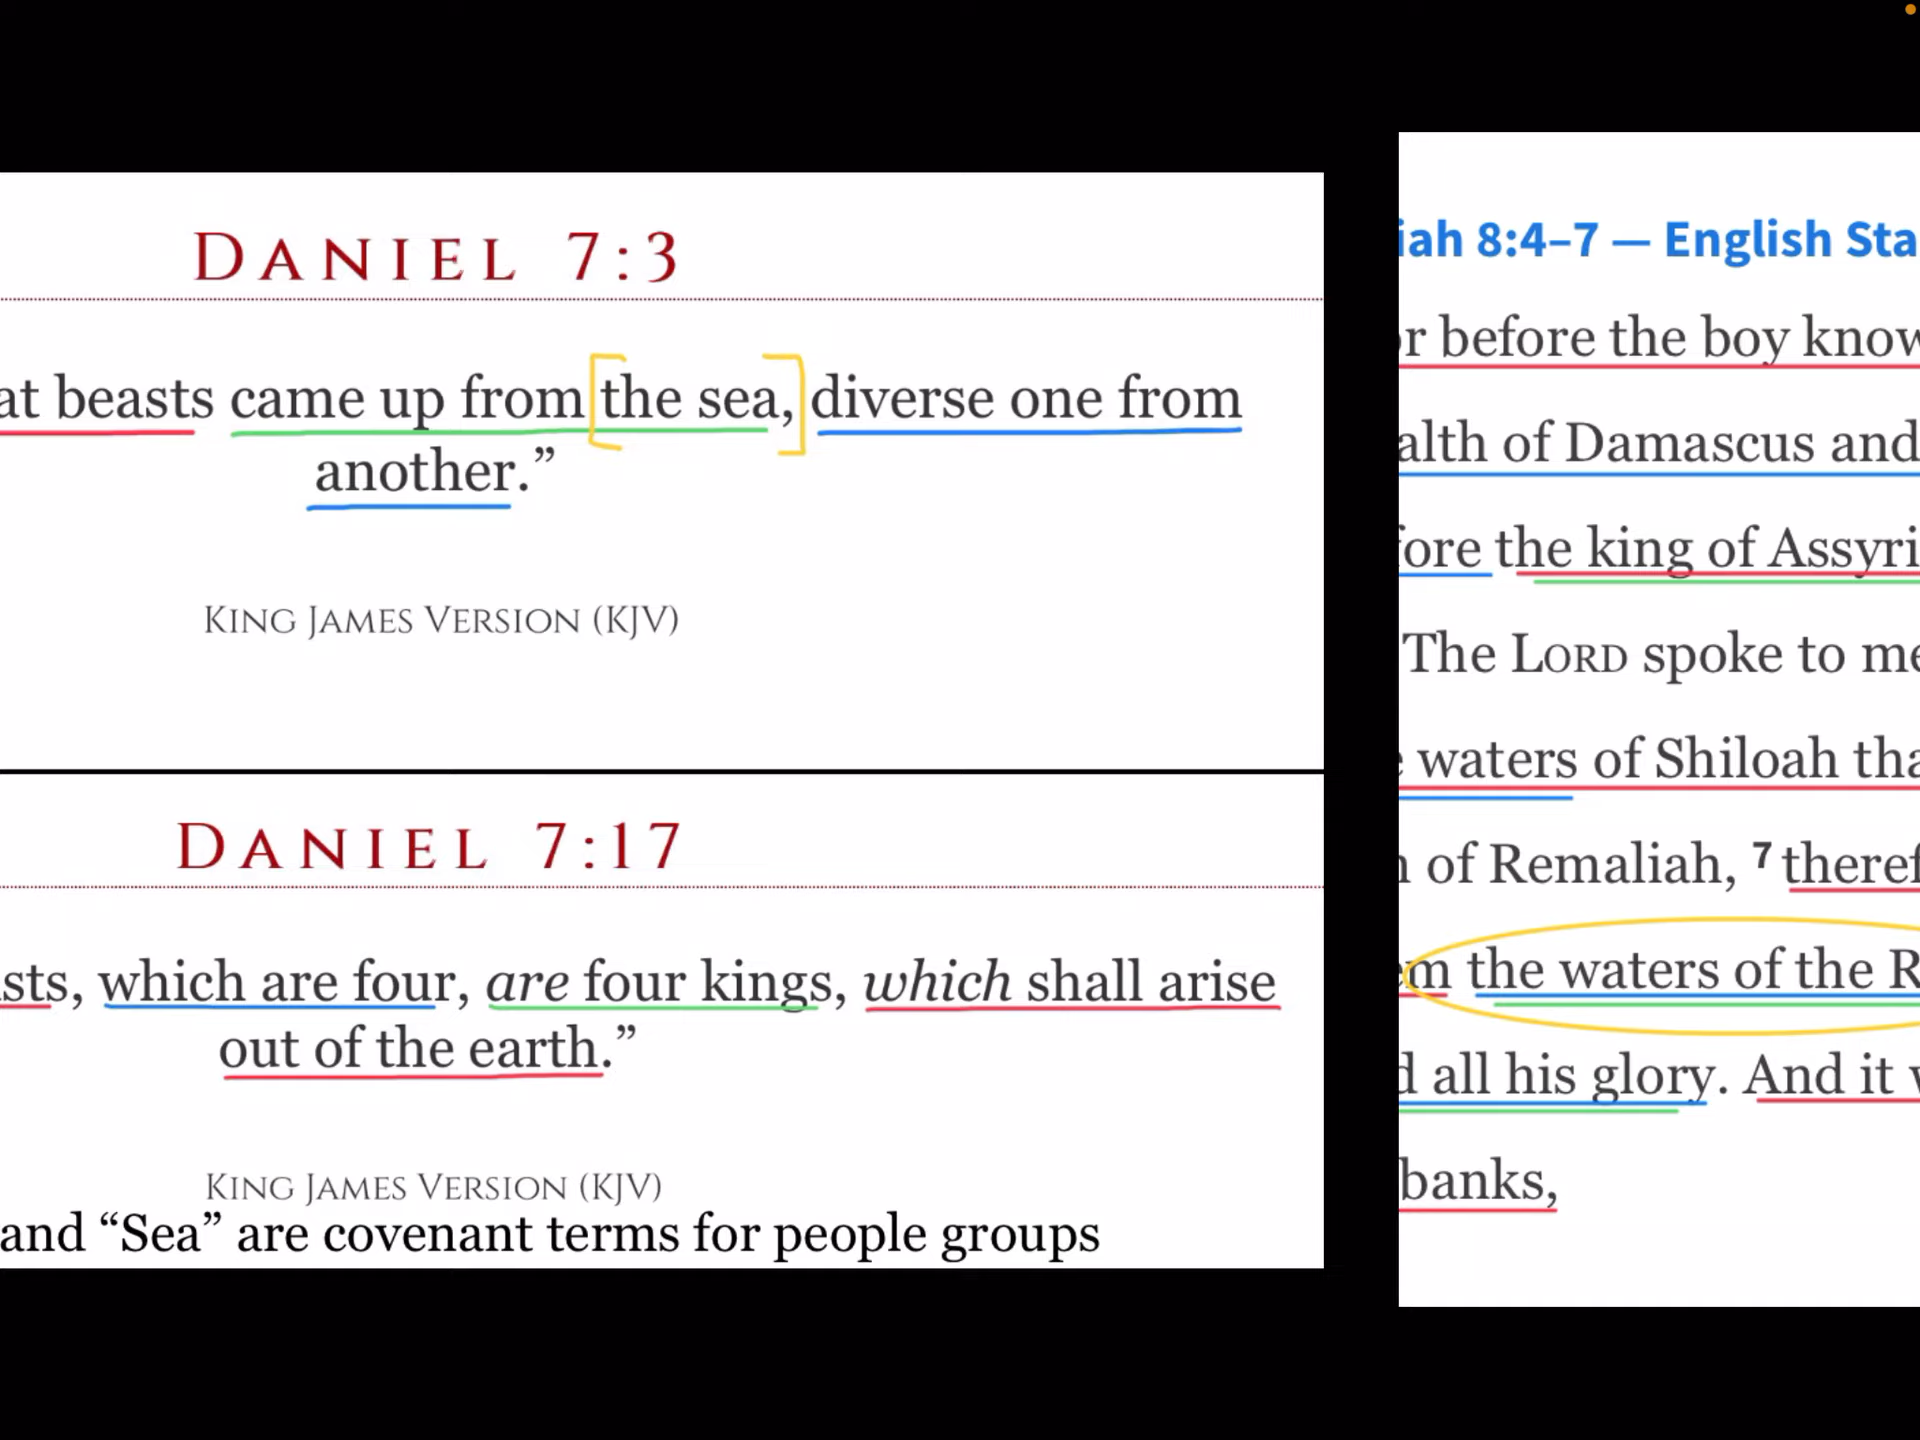 DANIEL 7:3
at beasts came up from the sea, diverse one from
another.”
KING JAMES VERSION (KJV)
DANIEL 7:17
sts, which are four, are four kings, which shall arise
out of the earth.”
KING JAMES VERSION (KJV)
and “Sea” are covenant terms for people groups
iah 8:4–7 — English Sta
r before the boy know
alth of Damascus and
ore the king of Assyri
The LORD spoke to me
waters of Shiloah tha
of Remaliah, 7 theref
m the waters of the R
d all his glory. And it w
banks,